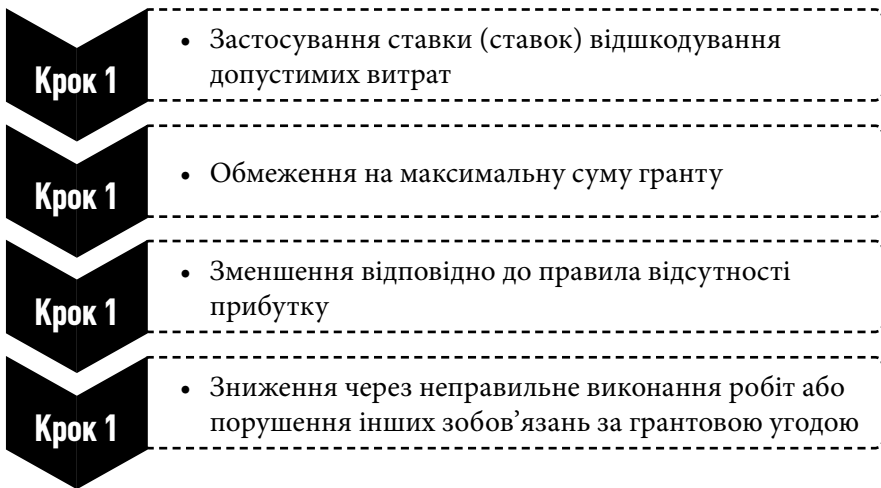 Крок 1
• Застосування ставки (ставок) відшкодування
допустимих витрат
Крок 1
• Обмеження на максимальну суму гранту
Крок 1
• Зменшення відповідно до правила відсутності
прибутку
Крок 1
• Зниження через неправильне виконання робіт або
порушення інших зобов’язань за грантовою угодою